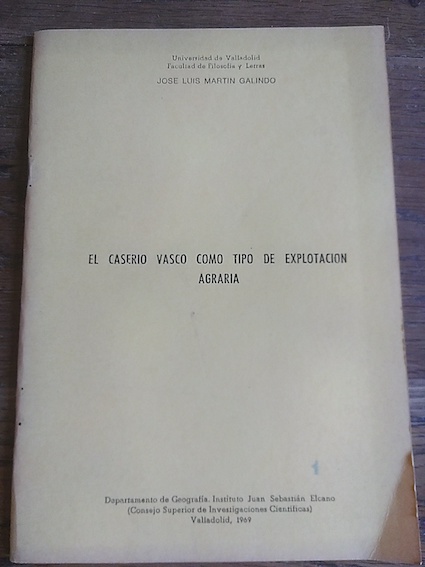 Universidad de Valladolid
Facultad de Filosofía y Letras
JOSE LUIS MARTIN GALINDO
EL CASERIO VASCO COMO TIPO DE EXPLOTACION
AGRARIA
1
Departamento de Geografía. Instituto Juan Sebastián Elcano
(Consejo Superior de Investigaciones Científicas)
Valladolid, 1969